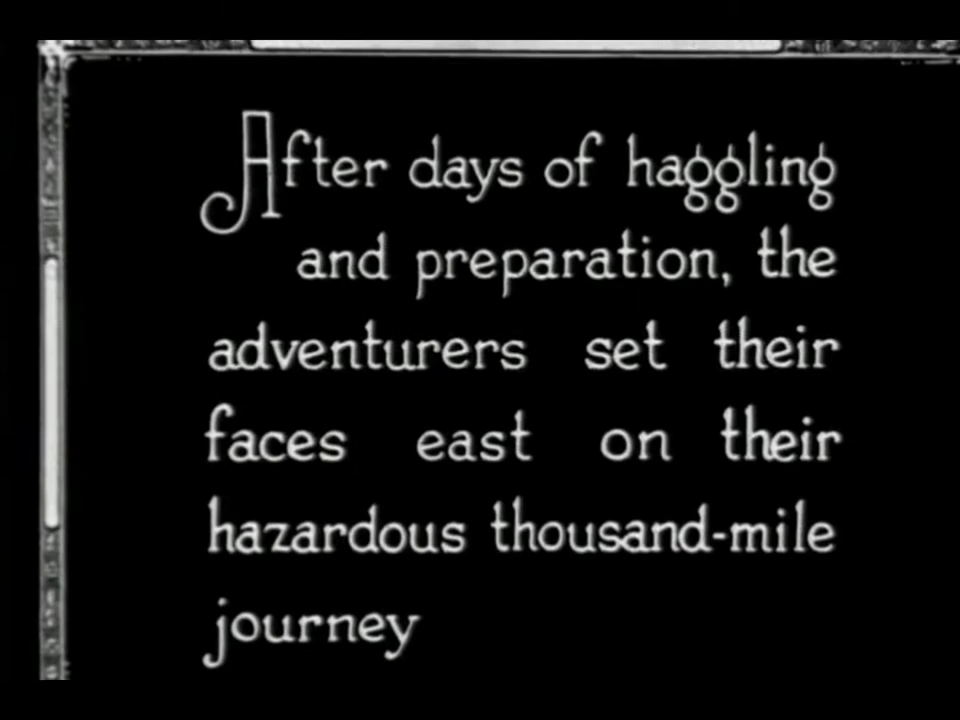 After days of haggling
and preparation, the
adventurers set their
faces east on their
hazardous thousand-mile
journey